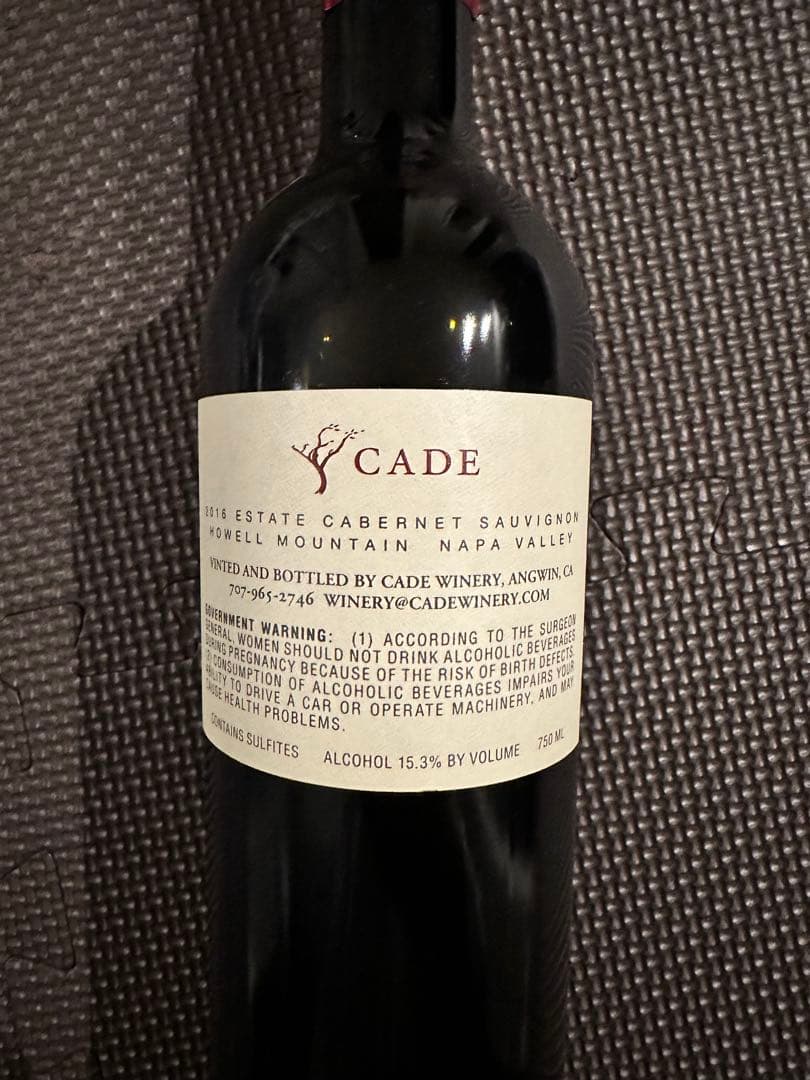 CADE
2016 ESTATE CABERNET SAUVIGNON
HOWELL MOUNTAIN NAPA VALLEY
VINTED AND BOTTLED BY CADE WINERY, ANGWIN, CA
707-965-2746 WINERY@CADEWINERY.COM
GOVERNMENT WARNING: (1) ACCORDING TO THE SURGEON
GENERAL, WOMEN SHOULD NOT DRINK ALCOHOLIC BEVERAGES
DURING PREGNANCY BECAUSE OF THE RISK OF BIRTH DEFECTS.
(2) CONSUMPTION OF ALCOHOLIC BEVERAGES IMPAIRS YOUR
ABILITY TO DRIVE A CAR OR OPERATE MACHINERY, AND MAY
CAUSE HEALTH PROBLEMS.
CONTAINS SULFITES ALCOHOL 15.3% BY VOLUME 750 ML